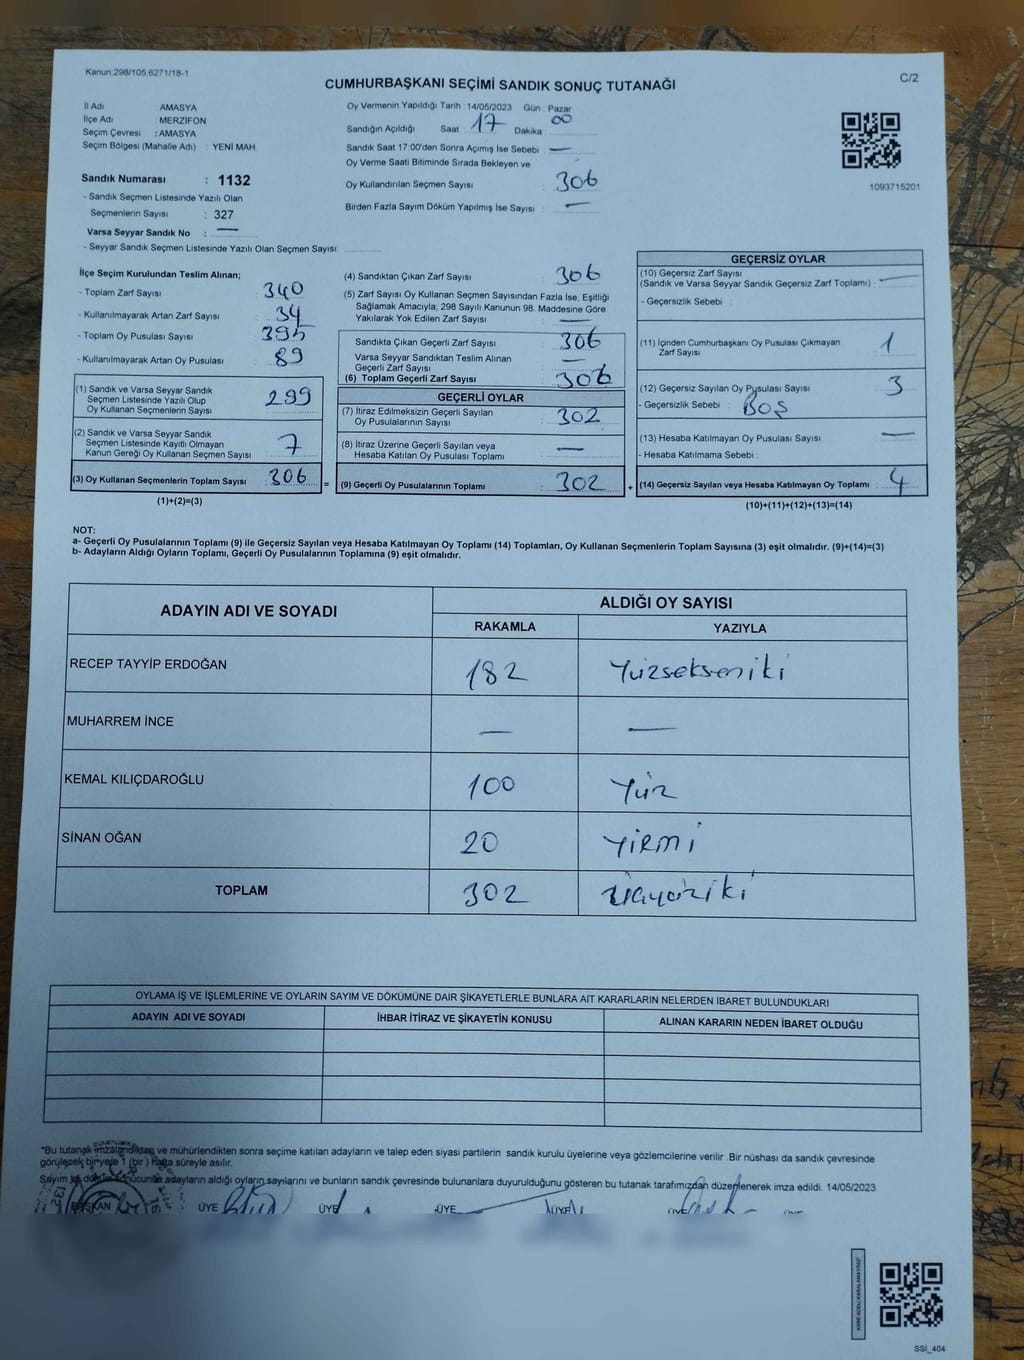 Kanun:298/105,6271/18-1
C/2
CUMHURBAŞKANI SEÇİMİ SANDIK SONUÇ TUTANAĞI
İl Adı : AMASYA
İlçe Adı : MERZİFON
Seçim Çevresi : AMASYA
Seçim Bölgesi (Mahalle Adı) : YENİ MAH.
Sandık Numarası : 1132
- Sandık Seçmen Listesinde Yazılı Olan
Seçmenlerin Sayısı : 327
Varsa Seyyar Sandık No : —
- Seyyar Sandık Seçmen Listesinde Yazılı Olan Seçmen Sayısı:
Oy Vermenin Yapıldığı Tarih : 14/05/2023 Gün : Pazar
Sandığın Açıldığı Saat : 17 Dakika : 00
Sandık Saat 17:00'den Sonra Açımış İse Sebebi : —
Oy Verme Saati Bitiminde Sırada Bekleyen ve
Oy Kullandırılan Seçmen Sayısı : 306
Birden Fazla Sayım Döküm Yapılmış İse Sayısı : —
1093715201
İlçe Seçim Kurulundan Teslim Alınan;
- Toplam Zarf Sayısı : 340
- Kullanılmayarak Artan Zarf Sayısı : 34
- Toplam Oy Pusulası Sayısı : 395
- Kullanılmayarak Artan Oy Pusulası : 89
(1) Sandık ve Varsa Seyyar Sandık
Seçmen Listesinde Yazılı Olup
Oy Kullanan Seçmenlerin Sayısı : 299
(2) Sandık ve Varsa Seyyar Sandık
Seçmen Listesinde Kayıtlı Olmayan
Kanun Gereği Oy Kullanan Seçmen Sayısı : 7
(3) Oy Kullanan Seçmenlerin Toplam Sayısı : 306 =
(1)+(2)=(3)
(4) Sandıktan Çıkan Zarf Sayısı : 306
(5) Zarf Sayısı Oy Kullanan Seçmen Sayısından Fazla İse, Eşitliği
Sağlamak Amacıyla; 298 Sayılı Kanunun 98. Maddesine Göre
Yakılarak Yok Edilen Zarf Sayısı : —
Sandıkta Çıkan Geçerli Zarf Sayısı : 306
Varsa Seyyar Sandıktan Teslim Alınan
Geçerli Zarf Sayısı : —
(6) Toplam Geçerli Zarf Sayısı : 306
GEÇERLİ OYLAR
(7) İtiraz Edilmeksizin Geçerli Sayılan
Oy Pusulalarının Sayısı : 302
(8) İtiraz Üzerine Geçerli Sayılan veya
Hesaba Katılan Oy Pusulası Toplamı : —
(9) Geçerli Oy Pusulalarının Toplamı : 302 +
GEÇERSİZ OYLAR
(10) Geçersiz Zarf Sayısı
(Sandık ve Varsa Seyyar Sandık Geçersiz Zarf Toplamı) : —
- Geçersizlik Sebebi :
(11) İçinden Cumhurbaşkanı Oy Pusulası Çıkmayan
Zarf Sayısı : 1
(12) Geçersiz Sayılan Oy Pusulası Sayısı : 3
- Geçersizlik Sebebi : BOŞ
(13) Hesaba Katılmayan Oy Pusulası Sayısı : —
- Hesaba Katılmama Sebebi :
(14) Geçersiz Sayılan veya Hesaba Katılmayan Oy Toplamı : 4
(10)+(11)+(12)+(13)=(14)
NOT:
a- Geçerli Oy Pusulalarının Toplamı (9) ile Geçersiz Sayılan veya Hesaba Katılmayan Oy Toplamı (14) Toplamları, Oy Kullanan Seçmenlerin Toplam Sayısına (3) eşit olmalıdır. (9)+(14)=(3)
b- Adayların Aldığı Oyların Toplamı, Geçerli Oy Pusulalarının Toplamına (9) eşit olmalıdır.
ADAYIN ADI VE SOYADI
ALDIĞI OY SAYISI
RAKAMLA YAZIYLA
RECEP TAYYİP ERDOĞAN 182 Yüzsekseniki
MUHARREM İNCE — —
KEMAL KILIÇDAROĞLU 100 Yüz
SİNAN OĞAN 20 YİRMİ
TOPLAM 302
OYLAMA İŞ VE İŞLEMLERİNE VE OYLARIN SAYIM VE DÖKÜMÜNE DAİR ŞİKAYETLERLE BUNLARA AİT KARARLARIN NELERDEN İBARET BULUNDUKLARI
ADAYIN ADI VE SOYADI İHBAR İTİRAZ VE ŞİKAYETİN KONUSU ALINAN KARARIN NEDEN İBARET OLDUĞU
*Bu tutanak imzalandıktan ve mühürlendikten sonra seçime katılan adayların ve talep eden siyasi partilerin sandık kurulu üyelerine veya gözlemcilerine verilir. Bir nüshası da sandık çevresinde
görülecek bir yere 1 (bir ) hafta süreyle asılır.
Sayım ve döküm sonucunda adayların aldığı oyların sayılarını ve bunların sandık çevresinde bulunanlara duyurulduğunu gösteren bu tutanak tarafımızdan düzenlenerek imza edildi. 14/05/2023
BAŞKAN ÜYE ÜYE ÜYE ÜYE ÜYE ÜYE
KARE KODU KARALAMAYINIZ!
SSI_404